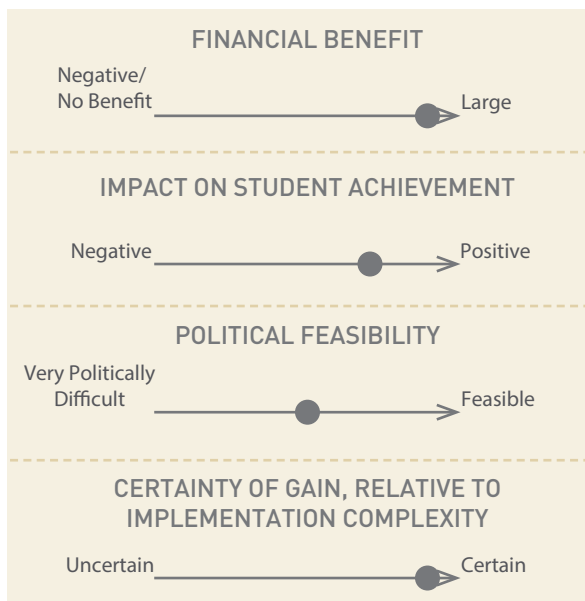 FINANCIAL BENEFIT
Negative/
No Benefit
Large
IMPACT ON STUDENT ACHIEVEMENT
Negative
Positive
POLITICAL FEASIBILITY
Very Politically
Difficult
Feasible
CERTAINTY OF GAIN, RELATIVE TO
IMPLEMENTATION COMPLEXITY
Uncertain
Certain